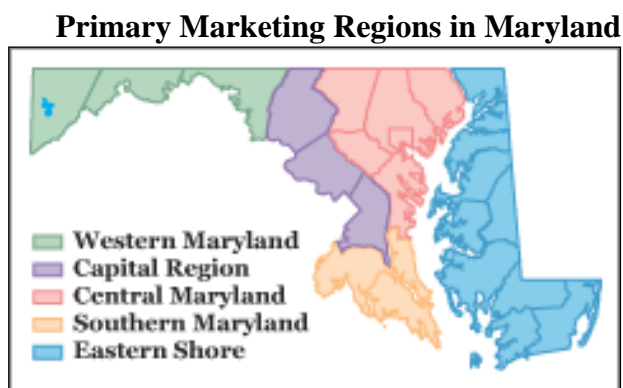 Primary Marketing Regions in Maryland
Western Maryland
Capital Region
Central Maryland
Southern Maryland
Eastern Shore